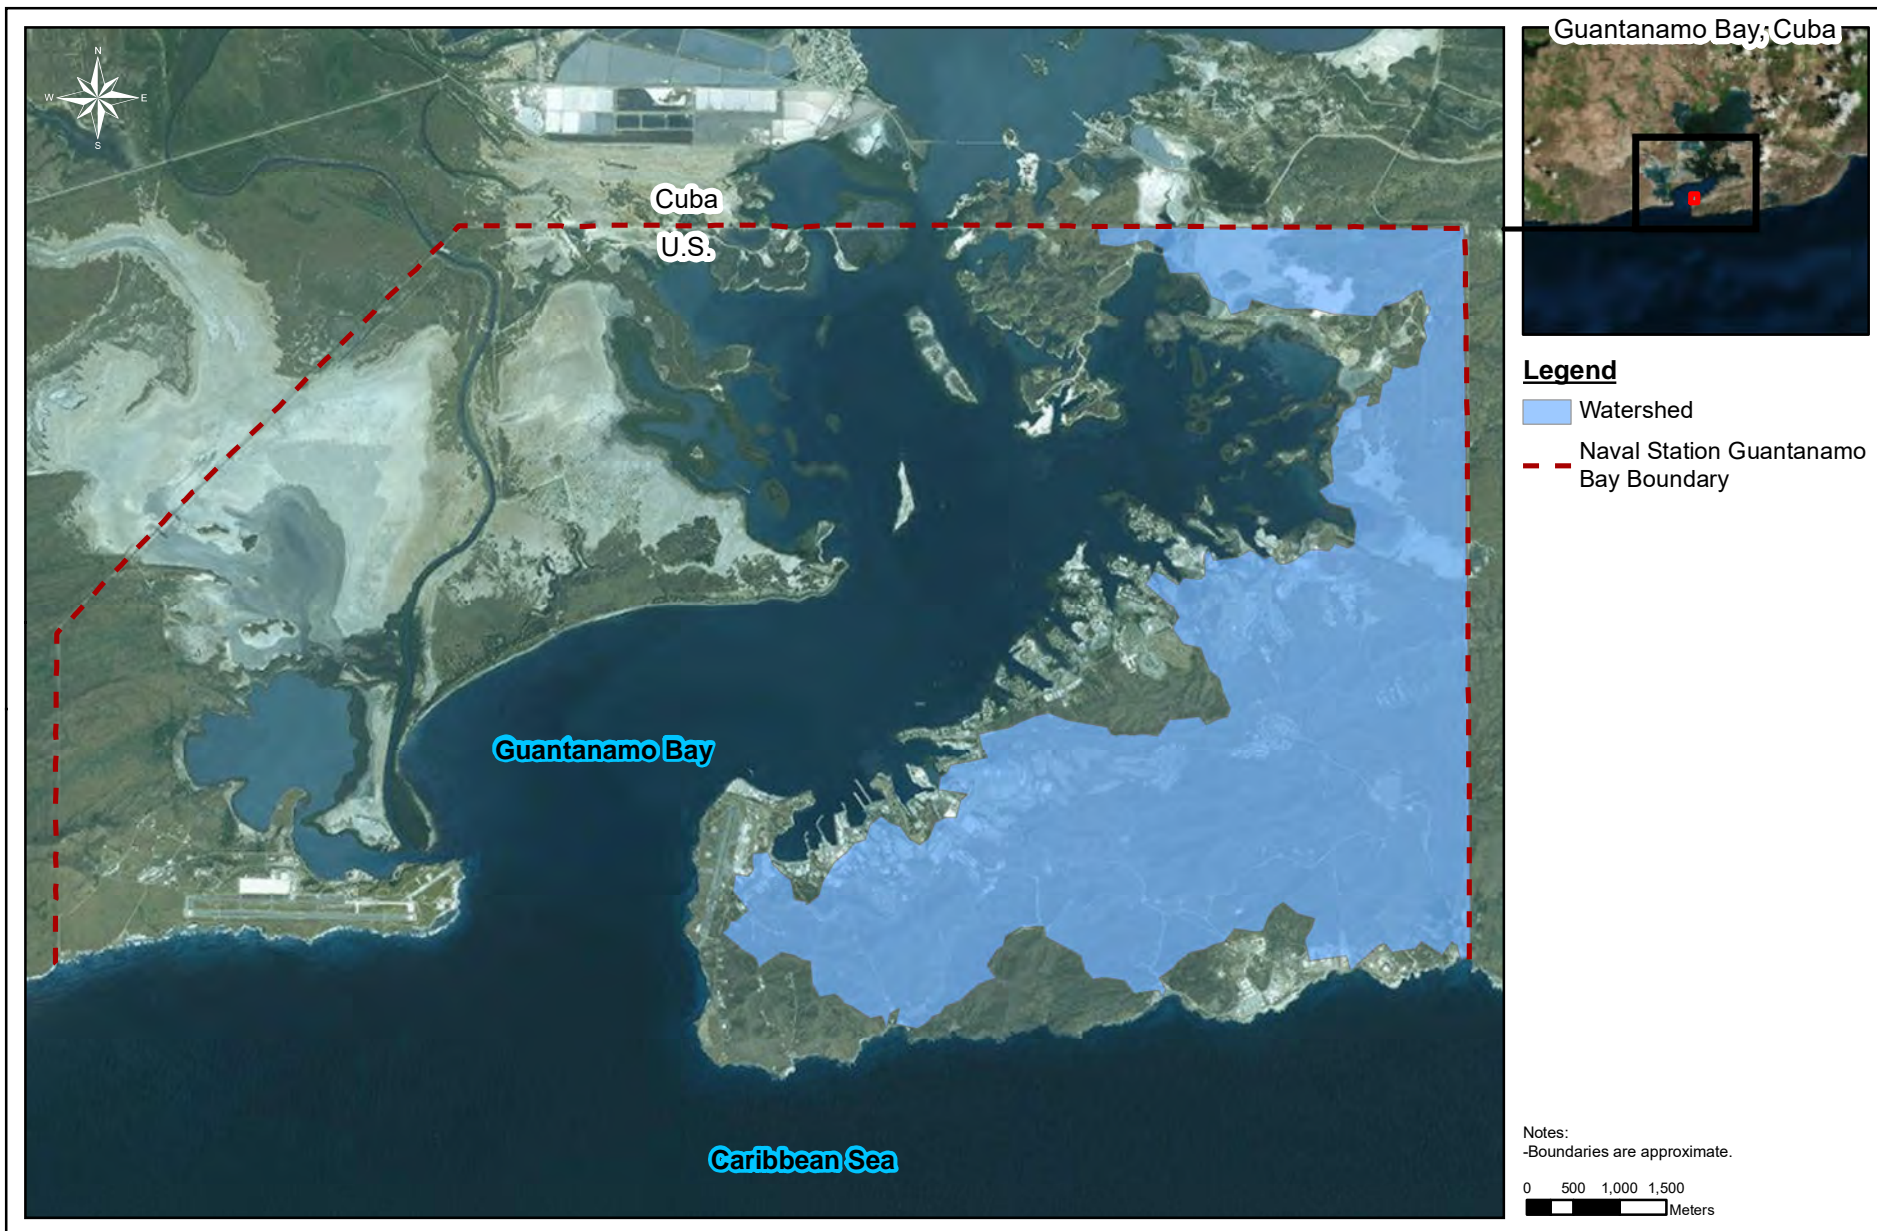 N
W E
S
Cuba
U.S.
Guantanamo Bay
Caribbean Sea
Guantanamo Bay, Cuba
Legend
Watershed
Naval Station Guantanamo
Bay Boundary
Notes:
-Boundaries are approximate.
0 500 1,000 1,500
Meters